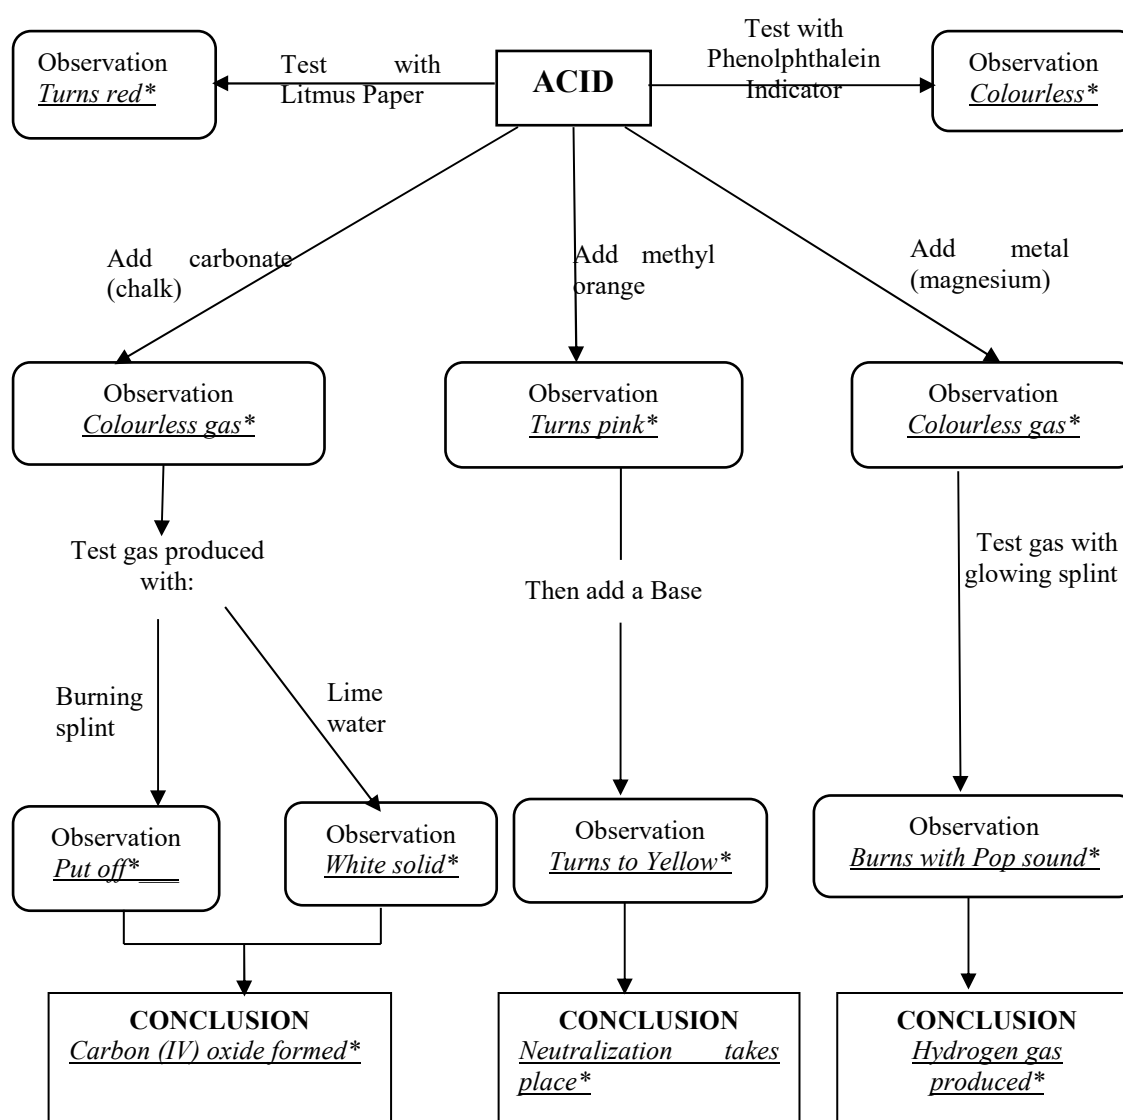 Observation
Turns red*
Test with
Litmus Paper
ACID
Test with
Phenolphthalein
Indicator
Observation
Colourless*
Add carbonate
(chalk)
Add methyl
orange
Add metal
(magnesium)
Observation
Colourless gas*
Observation
Turns pink*
Observation
Colourless gas*
Test gas produced
with:
Then add a Base
Test gas with
glowing splint
Burning
splint
Lime
water
Observation
Put off*___
Observation
White solid*
Observation
Turns to Yellow*
Observation
Burns with Pop sound*
CONCLUSION
Carbon (IV) oxide formed*
CONCLUSION
Neutralization takes
place*
CONCLUSION
Hydrogen gas
produced*